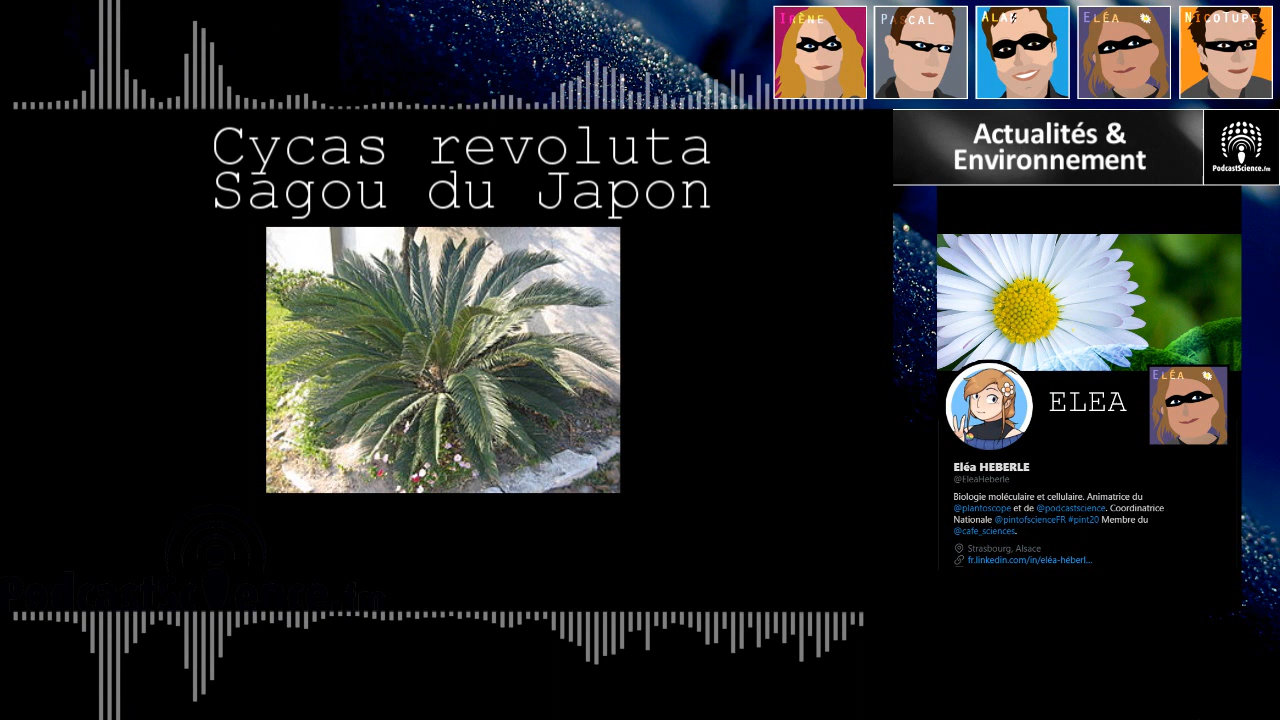 IRÈNE PASCAL ALAN ELÉA NICOTUPE
Cycas revoluta
Sagou du Japon
Actualités &
Environnement
PodcastScience.fm
ELÉA
ELEA
Eléa HEBERLE
@EleaHeberle
Biologie moléculaire et cellulaire. Animatrice du
@plantoscope et de @podcastscience. Coordinatrice
Nationale @pintofscienceFR #pint20 Membre du
@cafe_sciences.
Strasbourg, Alsace
fr.linkedin.com/in/eléa-héberl...